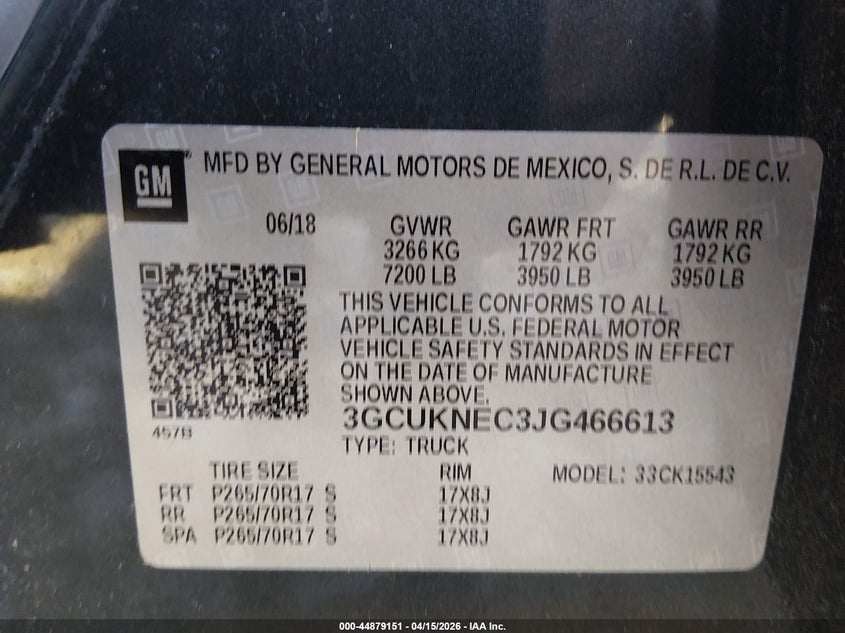 GM
MFD BY GENERAL MOTORS DE MEXICO, S. DE R.L. DE C.V.
06/18 GVWR GAWR FRT GAWR RR
3266 KG 1792 KG 1792 KG
7200 LB 3950 LB 3950 LB
THIS VEHICLE CONFORMS TO ALL
APPLICABLE U.S. FEDERAL MOTOR
VEHICLE SAFETY STANDARDS IN EFFECT
ON THE DATE OF MANUFACTURE
SHOWN ABOVE.
3GCUKNEC3JG466613
457B
TYPE: TRUCK
TIRE SIZE RIM MODEL: 33CK15543
FRT P265/70R17 S 17X8J
RR P265/70R17 S 17X8J
SPA P265/70R17 S 17X8J
000-44879151 - 04/15/2026 - IAA Inc.